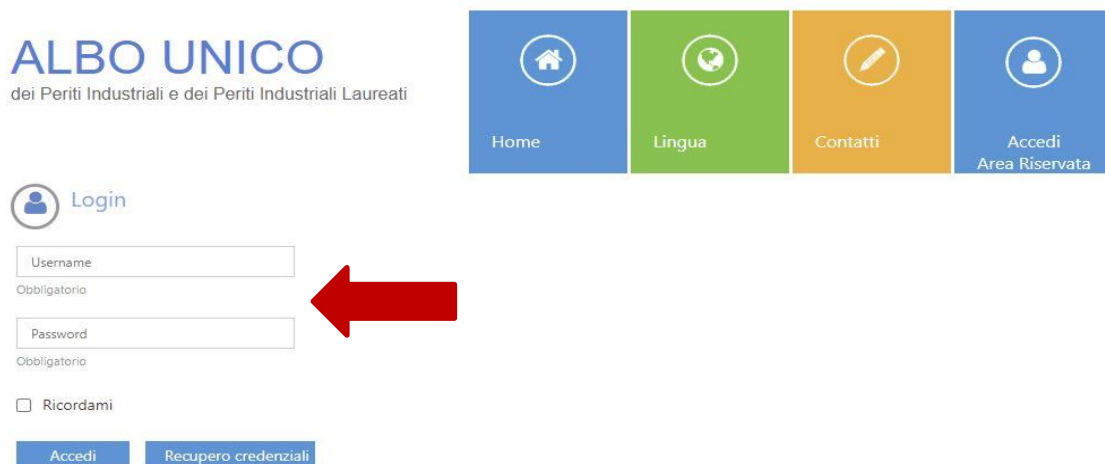 ALBO UNICO
dei Periti Industriali e dei Periti Industriali Laureati
Home
Lingua
Contatti
Accedi
Area Riservata
Login
Username
Obbligatorio
Password
Obbligatorio
Ricordami
Accedi
Recupero credenziali